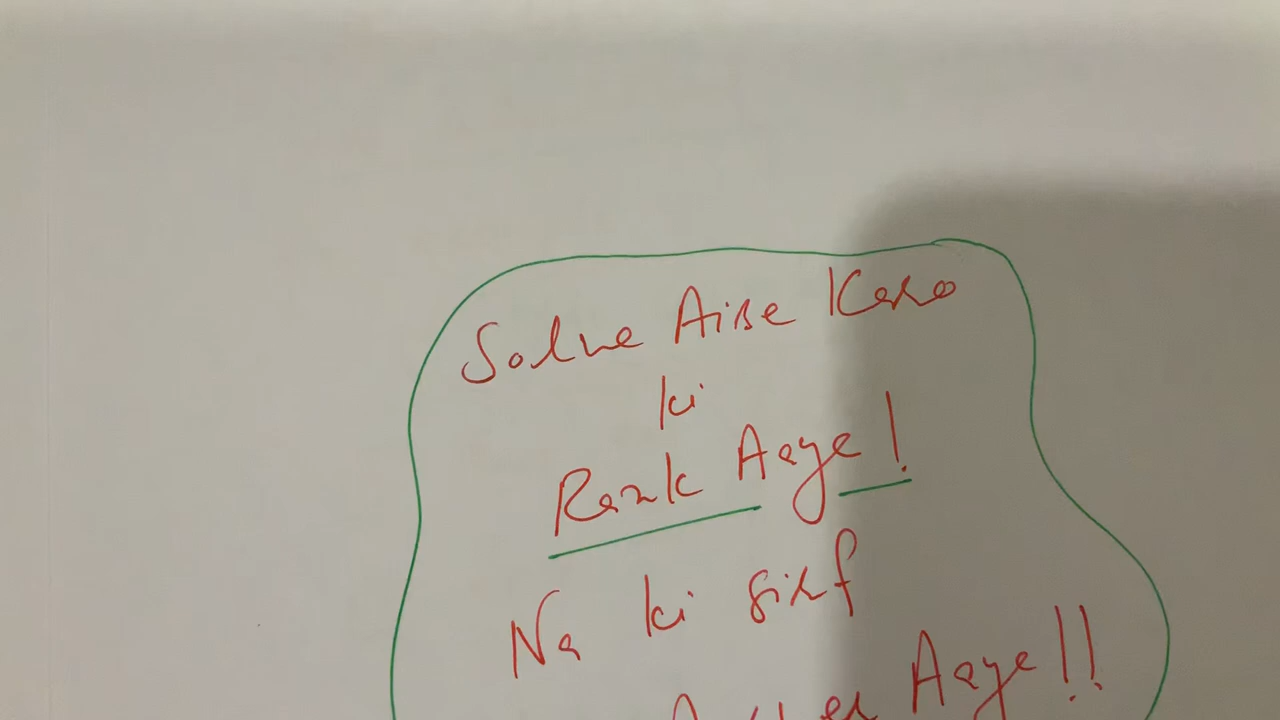 Solve Aise Karo
ki
Rank Aaye!
Na ki sirf
Aaye!!